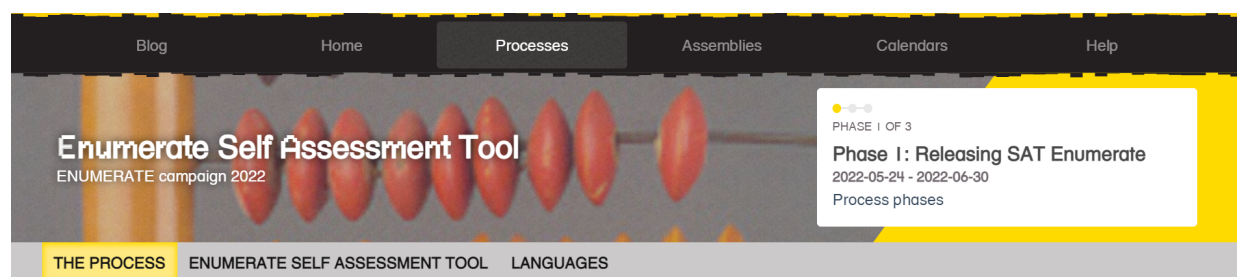 Blog Home Processes Assemblies Calendars Help
Enumerate Self Assessment Tool
ENUMERATE campaign 2022
PHASE 1 OF 3
Phase 1: Releasing SAT Enumerate
2022-05-24 - 2022-06-30
Process phases
THE PROCESS ENUMERATE SELF ASSESSMENT TOOL LANGUAGES